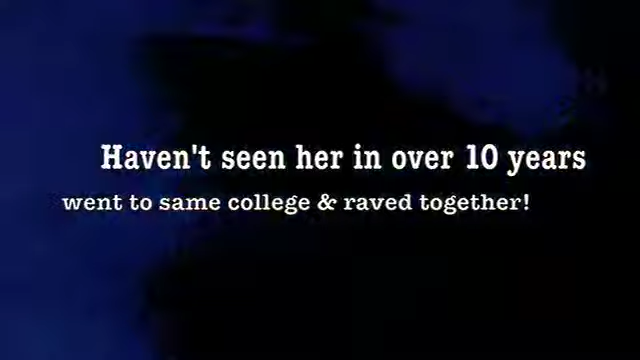 Haven't seen her in over 10 years
went to same college & raved together!